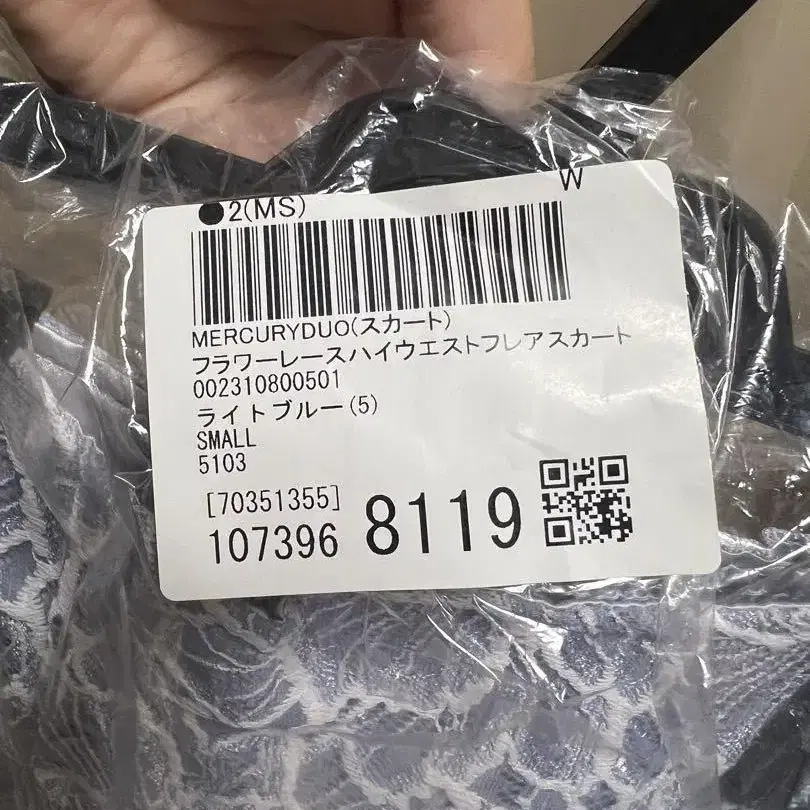 W
●2(MS)
MERCURYDUO(スカート)
フラワーレースハイウエストフレアスカート
002310800501
ライトブルー(5)
SMALL
5103
[70351355]
107396 8119